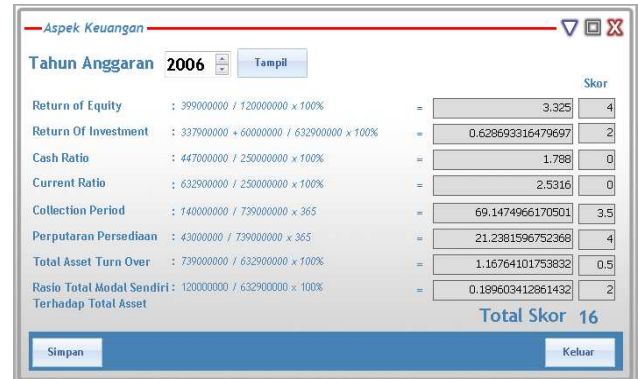 Aspek Keuangan
Tahun Anggaran 2006 Tampil
Skor
Return of Equity : 399000000 / 120000000 x 100% = 3.325 4
Return Of Investment : 337900000 + 60000000 / 632900000 x 100% = 0.628693316479697 2
Cash Ratio : 447000000 / 250000000 x 100% = 1.788 0
Current Ratio : 632900000 / 250000000 x 100% = 2.5316 0
Collection Period : 140000000 / 739000000 x 365 = 69.1474966170501 3.5
Perputaran Persediaan : 43000000 / 739000000 x 365 = 21.2381596752368 4
Total Asset Turn Over : 739000000 / 632900000 x 100% = 1.16764101753832 0.5
Rasio Total Modal Sendiri : 120000000 / 632900000 x 100% = 0.189603412861432 2
Terhadap Total Asset
Total Skor 16
Simpan Keluar